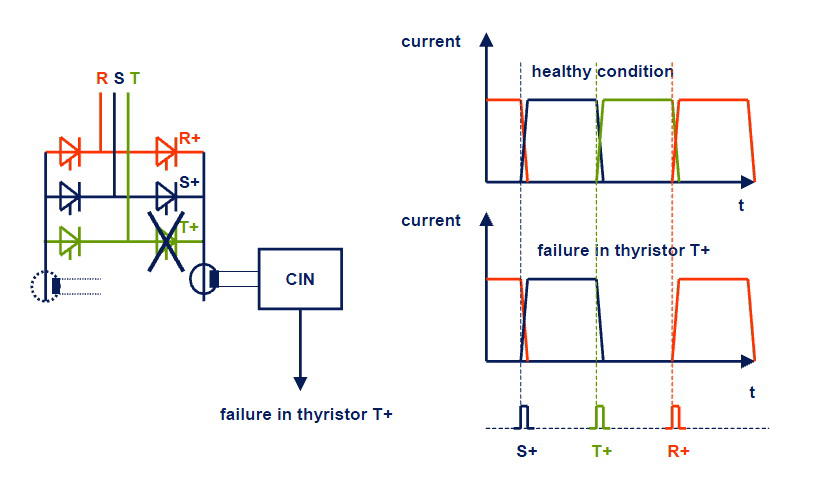 R S T
R+
S+
T+
CIN
failure in thyristor T+
current
healthy condition
t
current
failure in thyristor T+
t
S+ T+ R+